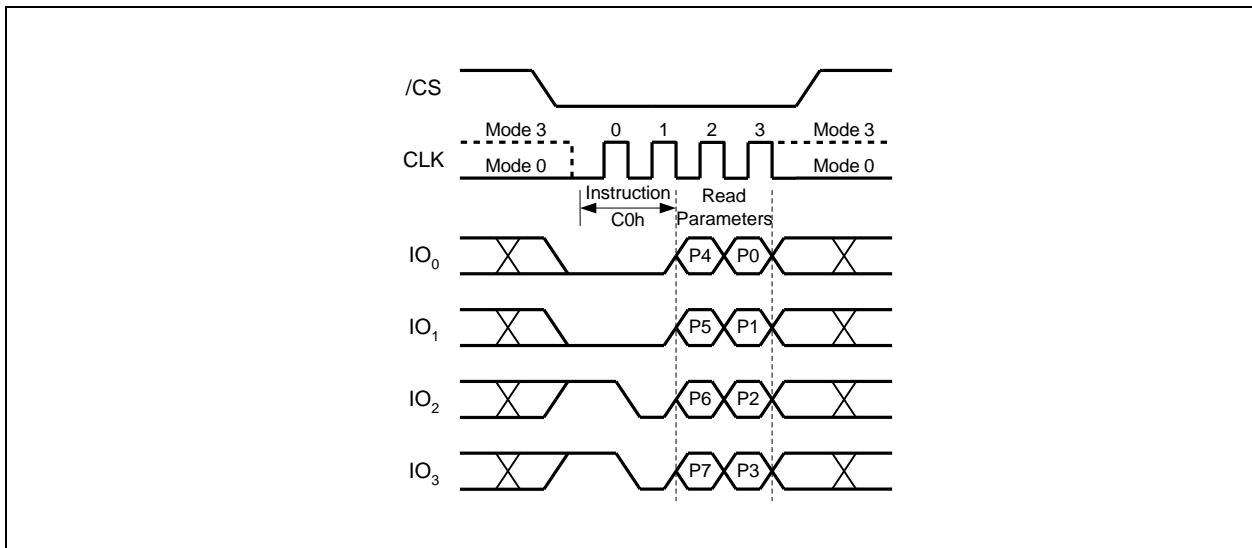 /CS
Mode 3 0 1 2 3 Mode 3
CLK
Mode 0 Mode 0
Instruction Read
C0h Parameters
IO₀ P4 P0
IO₁ P5 P1
IO₂ P6 P2
IO₃ P7 P3